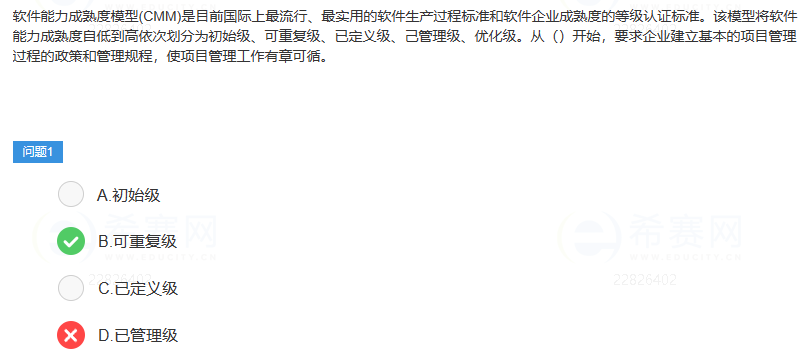 软件能力成熟度模型(CMM)是目前国际上最流行、最实用的软件生产过程标准和软件企业成熟度的等级认证标准。该模型将软件
能力成熟度自低到高依次划分为初始级、可重复级、已定义级、己管理级、优化级。从（）开始，要求企业建立基本的项目管理
过程的政策和管理规程，使项目管理工作有章可循。
问题1
A.初始级
希赛网
希赛网
B.可重复级
22826402
22826402
C.已定义级
D.已管理级